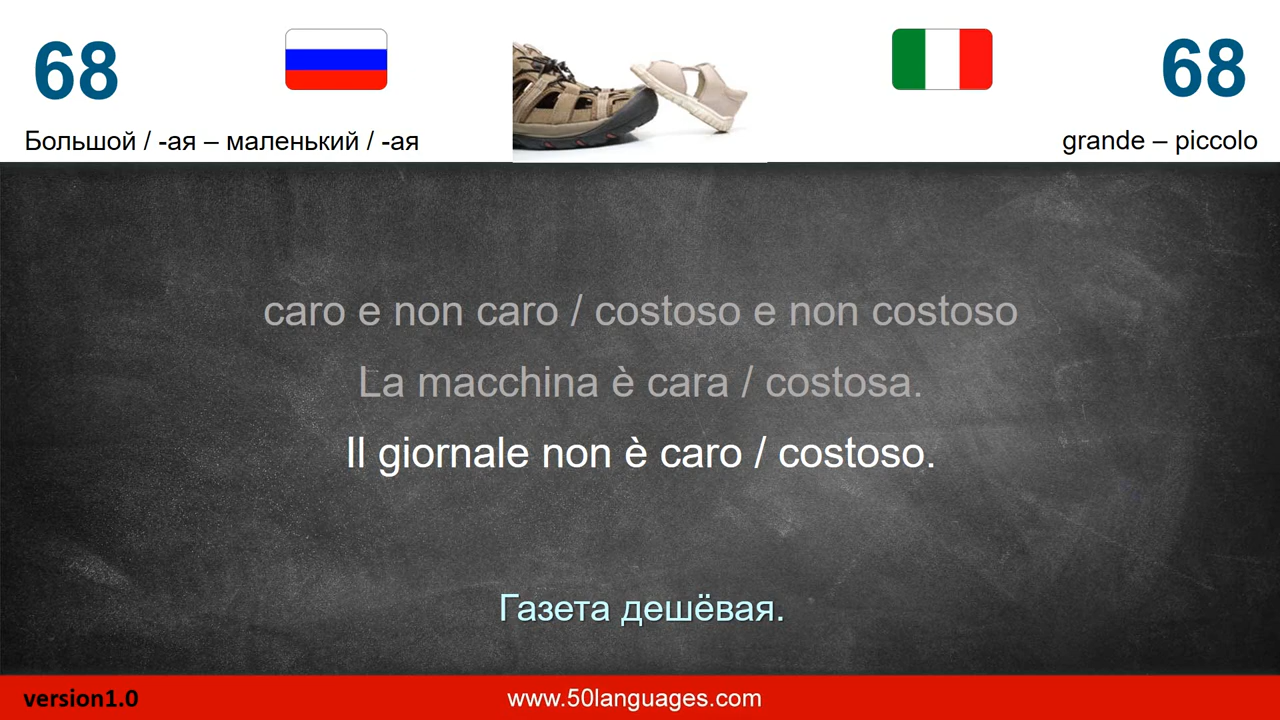 68
68
Большой / -ая – маленький / -ая
grande – piccolo
caro e non caro / costoso e non costoso
La macchina è cara / costosa.
Il giornale non è caro / costoso.
Газета дешёвая.
version1.0
www.50languages.com